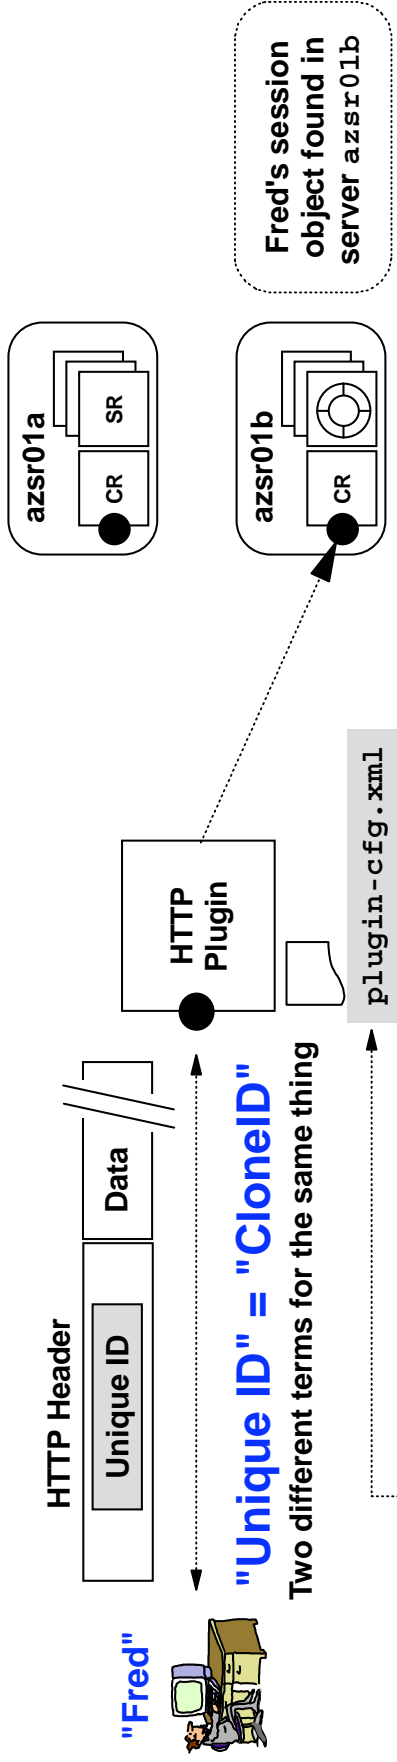 "Fred"
HTTP Header
Unique ID
Data
"Unique ID" = "CloneID"
Two different terms for the same thing
HTTP
Plugin
plugin-cfg.xml
azsr01a
CR
SR
azsr01b
CR
Fred's session
object found in
server azsr01b